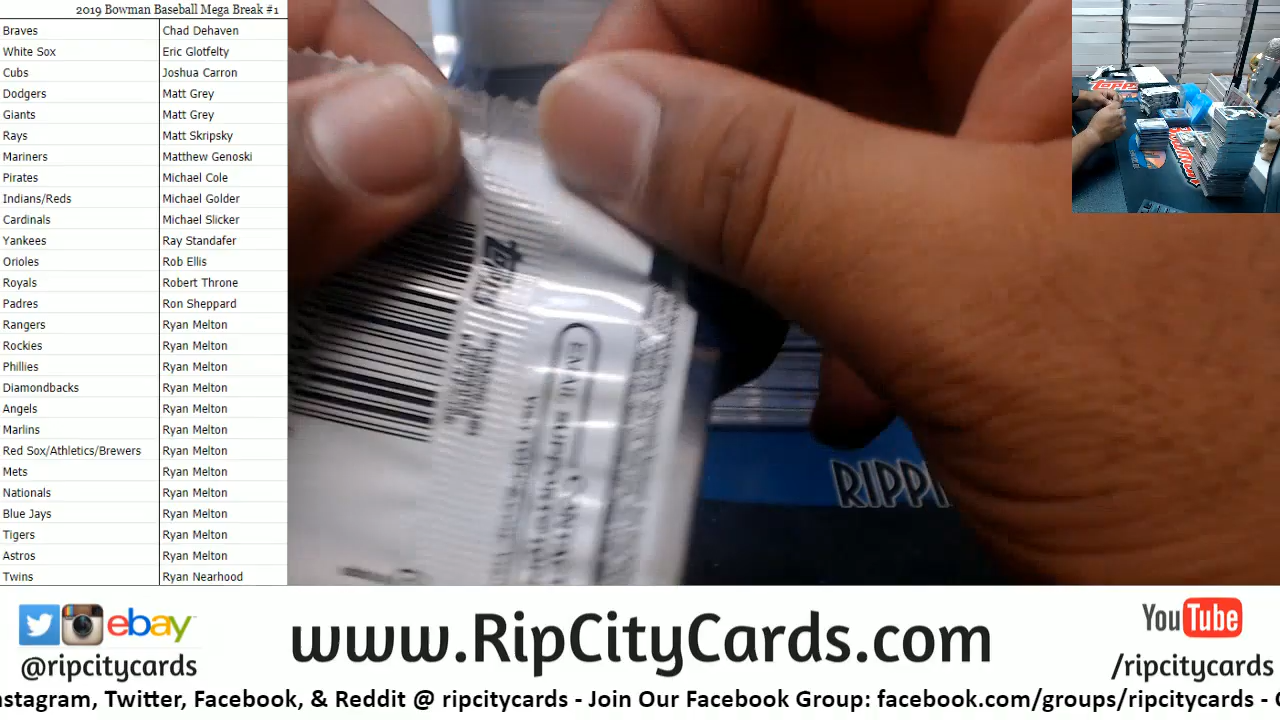 2019 Bowman Baseball Mega Break #1
Braves Chad Dehaven
White Sox Eric Glotfelty
Cubs Joshua Carron
Dodgers Matt Grey
Giants Matt Grey
Rays Matt Skripsky
Mariners Matthew Genoski
Pirates Michael Cole
Indians/Reds Michael Golder
Cardinals Michael Slicker
Yankees Ray Standafer
Orioles Rob Ellis
Royals Robert Throne
Padres Ron Sheppard
Rangers Ryan Melton
Rockies Ryan Melton
Phillies Ryan Melton
Diamondbacks Ryan Melton
Angels Ryan Melton
Marlins Ryan Melton
Red Sox/Athletics/Brewers Ryan Melton
Mets Ryan Melton
Nationals Ryan Melton
Blue Jays Ryan Melton
Tigers Ryan Melton
Astros Ryan Melton
Twins Ryan Nearhood
EMAIL
RIPPI
ebay
@ripcitycards
www.RipCityCards.com
YouTube
/ripcitycards
nstagram, Twitter, Facebook, & Reddit @ ripcitycards - Join Our Facebook Group: facebook.com/groups/ripcitycards -